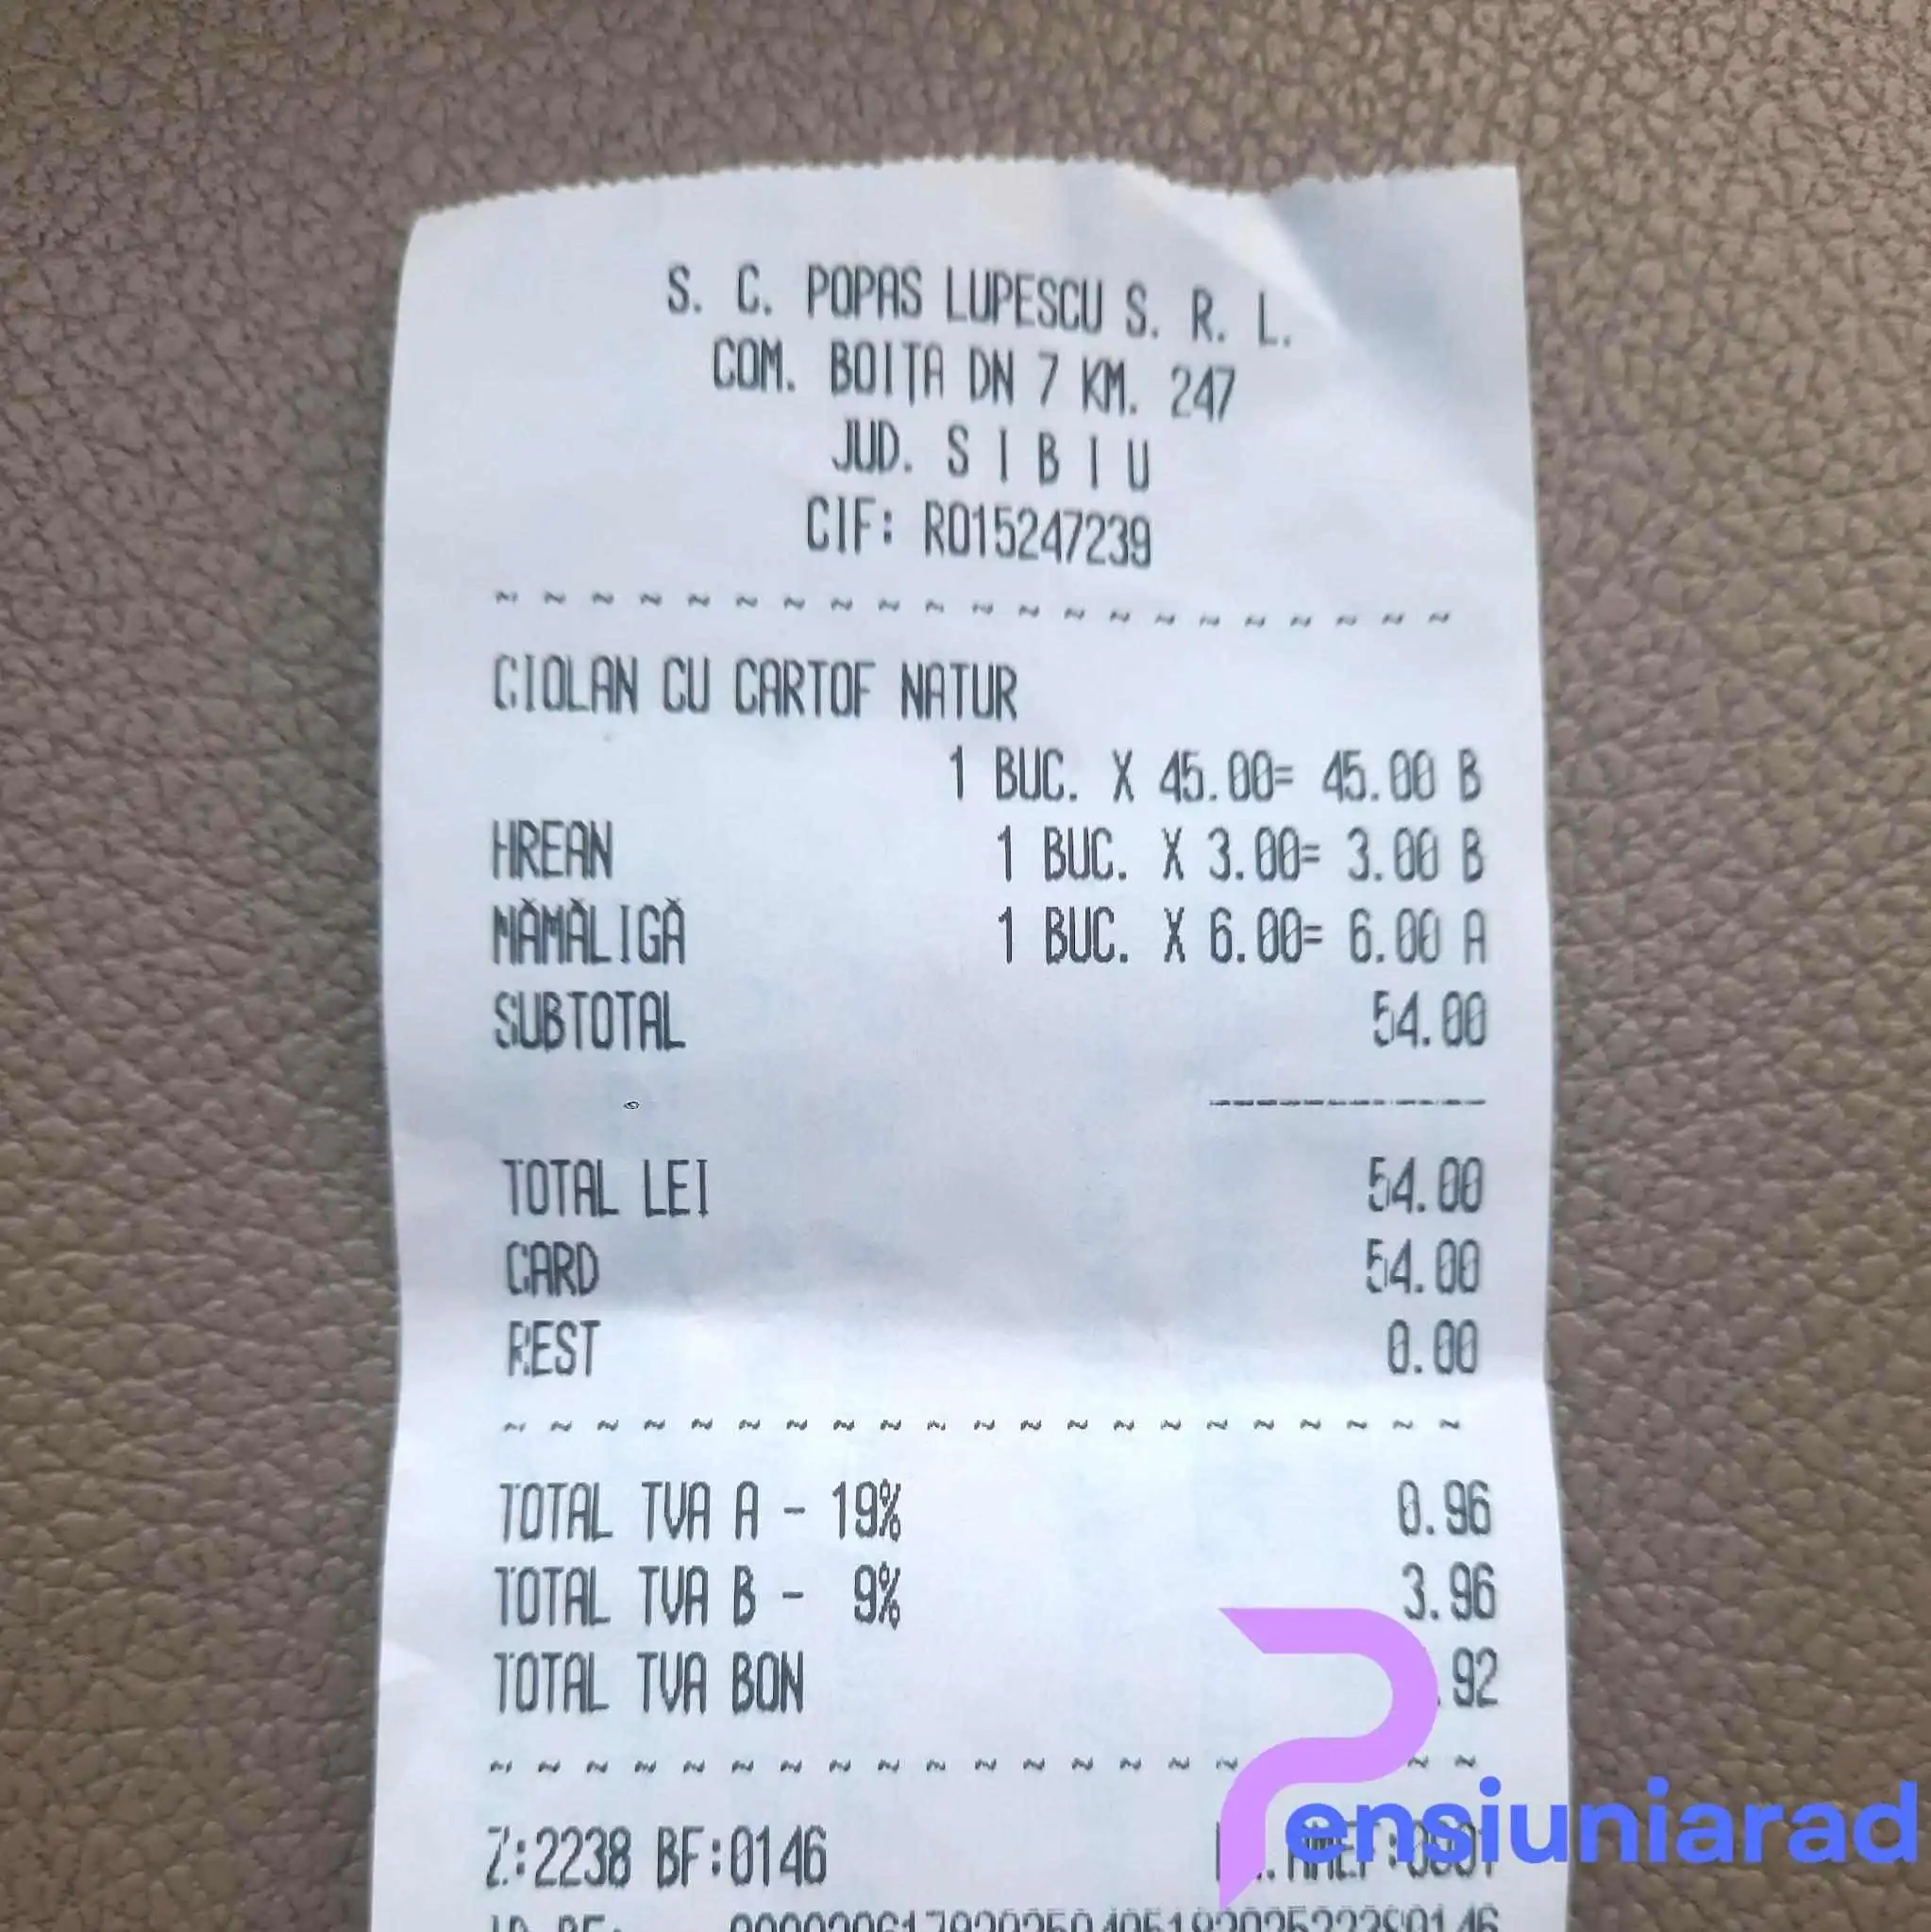 S. C. POPAS LUPESCU S. R. L.
COM. BOIȚA DN 7 KM. 247
JUD. S I B I U
CIF: RO15247239
~ ~ ~ ~ ~ ~ ~ ~ ~ ~ ~ ~ ~ ~ ~ ~ ~ ~ ~ ~ ~
CIOLAN CU CARTOF NATUR
1 BUC. X 45.00= 45.00 B
HREAN 1 BUC. X 3.00= 3.00 B
MĂMĂLIGĂ 1 BUC. X 6.00= 6.00 A
SUBTOTAL 54.00
------------
TOTAL LEI 54.00
CARD 54.00
REST 0.00
~ ~ ~ ~ ~ ~ ~ ~ ~ ~ ~ ~ ~ ~ ~ ~ ~ ~ ~ ~ ~
TOTAL TVA A - 19% 0.96
TOTAL TVA B - 9% 3.96
TOTAL TVA BON .92
~ ~ ~ ~ ~ ~ ~ ~ ~ ~ ~ ~ ~ ~ ~ ~ ~ ~
Z:2238 BF:0146
Pensiuniarad